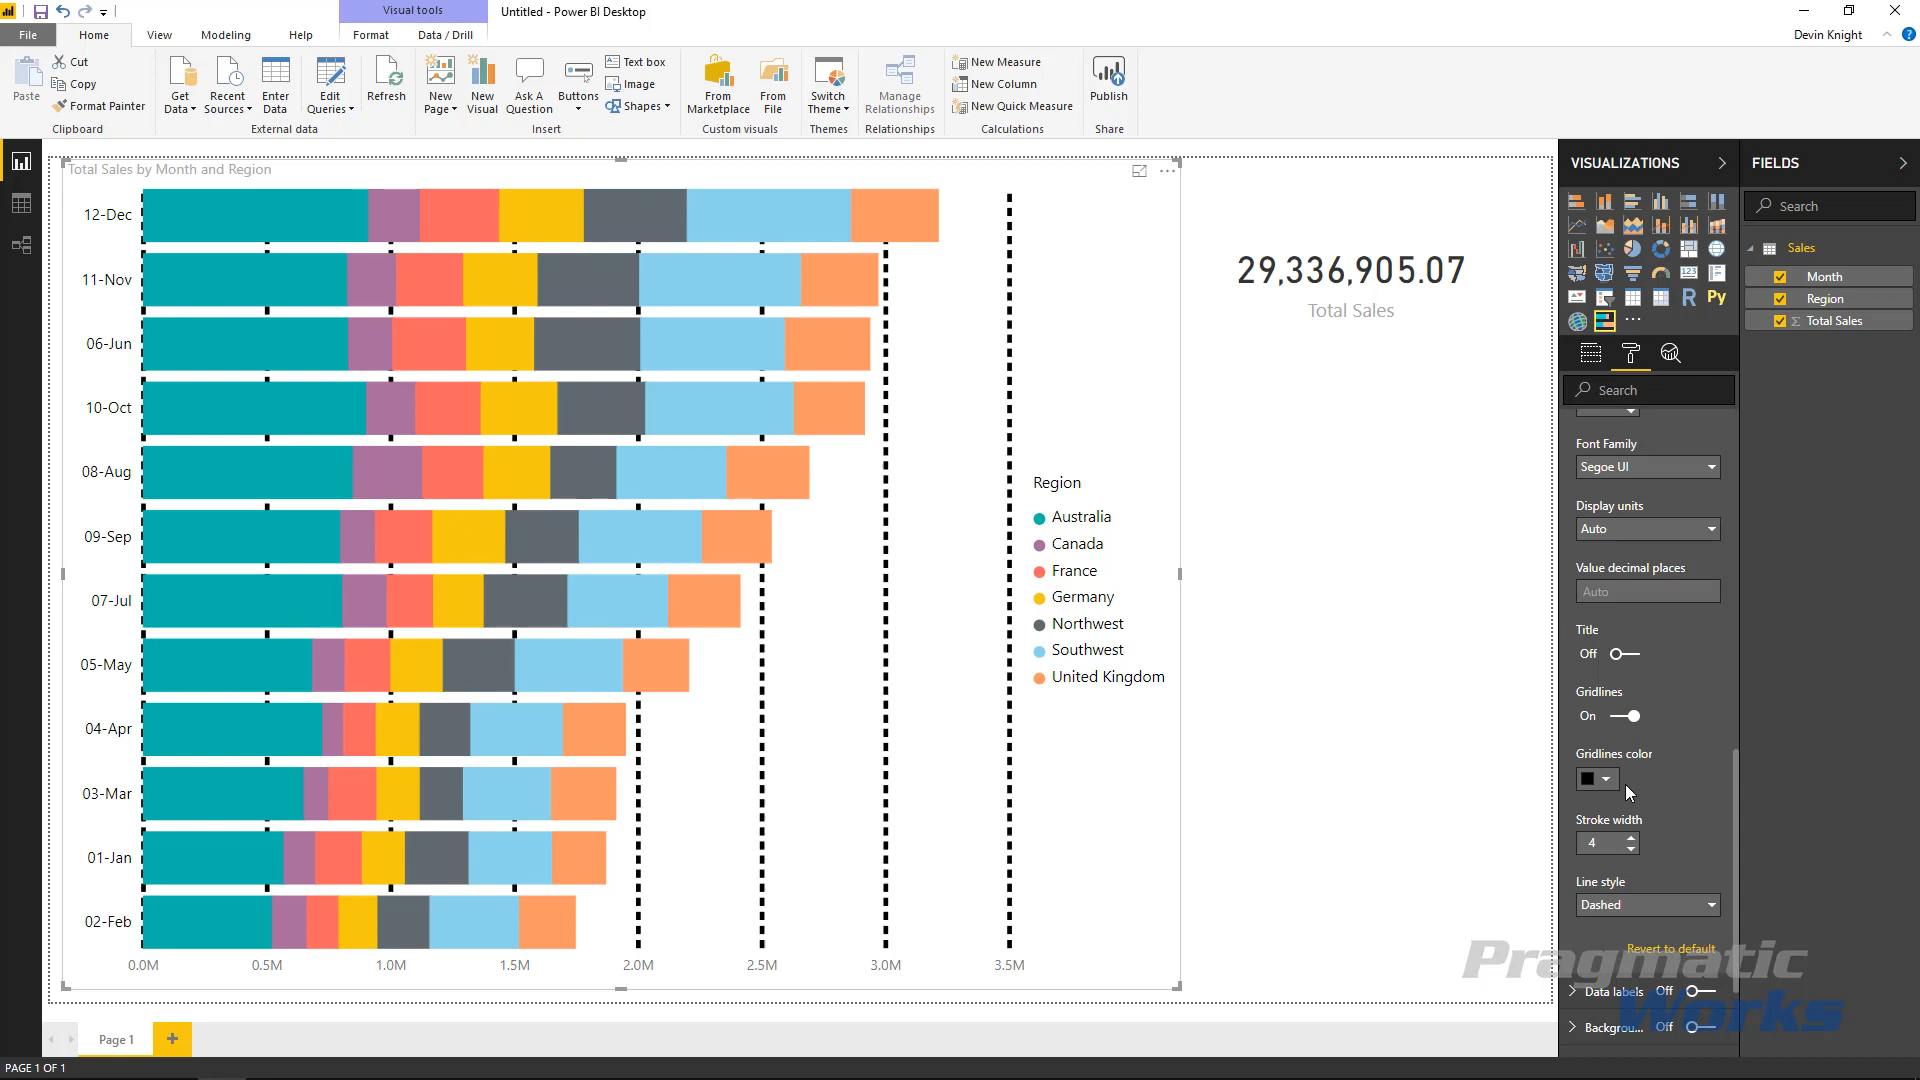 Visual tools
Untitled - Power BI Desktop
File
Home
View
Modeling
Help
Format
Data / Drill
Devin Knight
Paste
Cut
Copy
Format Painter
Clipboard
Get Data
Recent Sources
Enter Data
Edit Queries
Refresh
External data
New Page
New Visual
Ask A Question
Buttons
Text box
Image
Shapes
Insert
From Marketplace
From File
Custom visuals
Switch Theme
Themes
Manage Relationships
Relationships
New Measure
New Column
New Quick Measure
Calculations
Publish
Share
Total Sales by Month and Region
12-Dec
11-Nov
06-Jun
10-Oct
08-Aug
09-Sep
07-Jul
05-May
04-Apr
03-Mar
01-Jan
02-Feb
0.0M
0.5M
1.0M
1.5M
2.0M
2.5M
3.0M
3.5M
Region
Australia
Canada
France
Germany
Northwest
Southwest
United Kingdom
29,336,905.07
Total Sales
VISUALIZATIONS
123
R
Py
Search
Font Family
Segoe UI
Display units
Auto
Value decimal places
Auto
Title
Off
Gridlines
On
Gridlines color
Stroke width
4
Line style
Dashed
Revert to default
Data labels Off
Backgrou... Off
FIELDS
Search
Sales
Month
Region
Σ Total Sales
Pragmatic
Works
Page 1
PAGE 1 OF 1